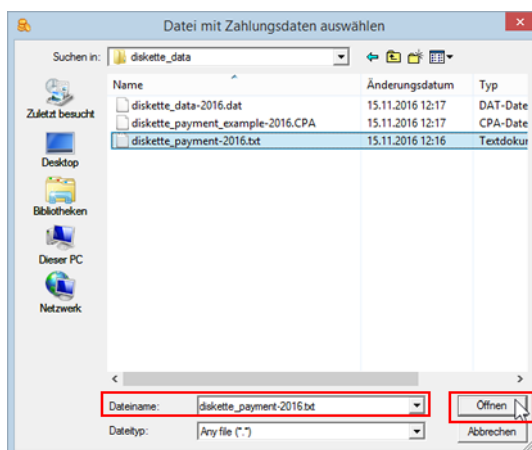 Datei mit Zahlungsdaten auswählen
Suchen in: diskette_data
Name Änderungsdatum Typ
diskette_data-2016.dat 15.11.2016 12:17 DAT-Date
diskette_payment_example-2016.CPA 15.11.2016 12:17 CPA-Date
diskette_payment-2016.txt 15.11.2016 12:16 Textdokur
Zuletzt besucht
Desktop
Bibliotheken
Dieser PC
Netzwerk
Dateiname: diskette_payment-2016.txt Öffnen
Dateityp: Any file (*.*) Abbrechen